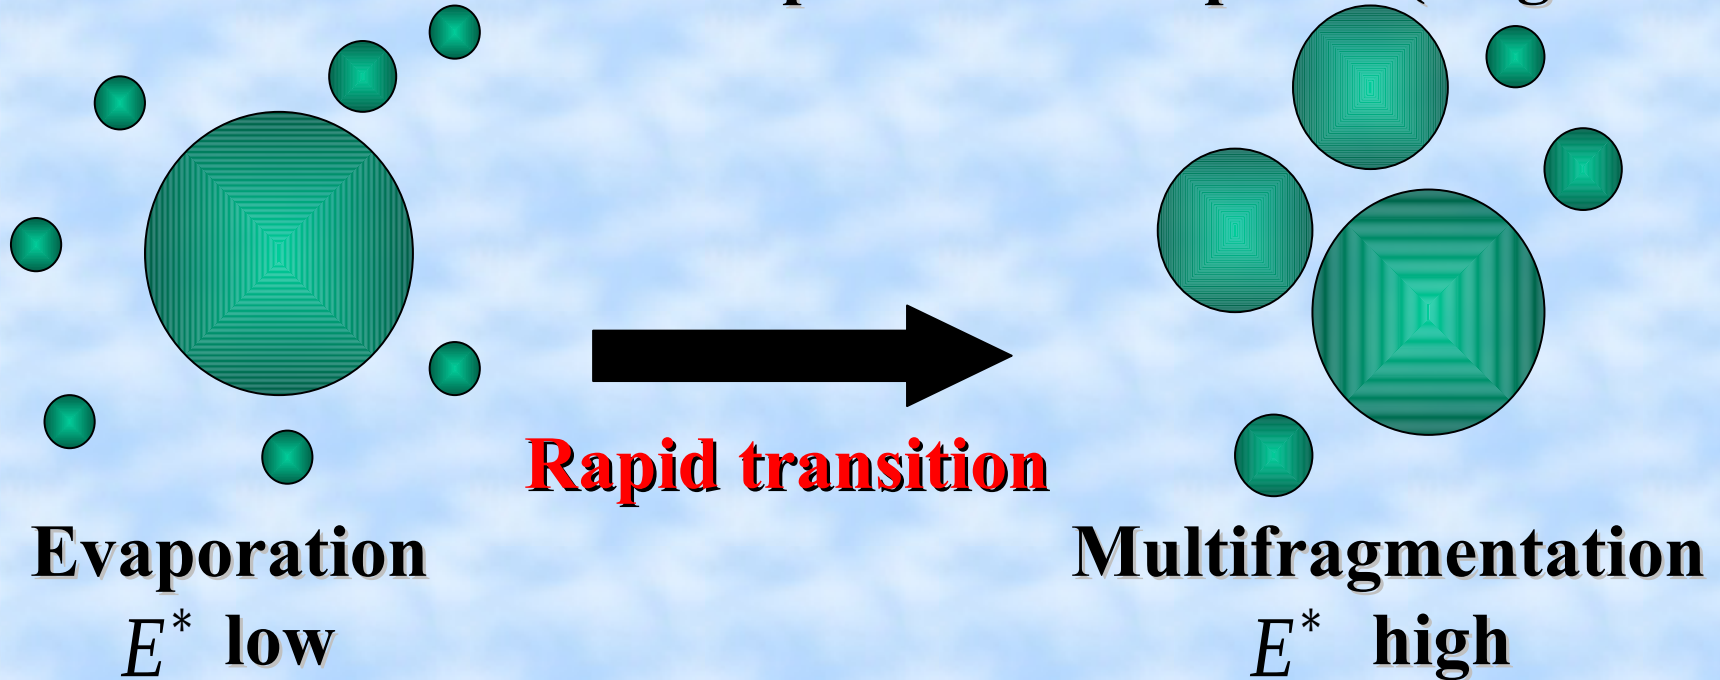 Rapid transition
Evaporation Multifragmentation
E* low E* high